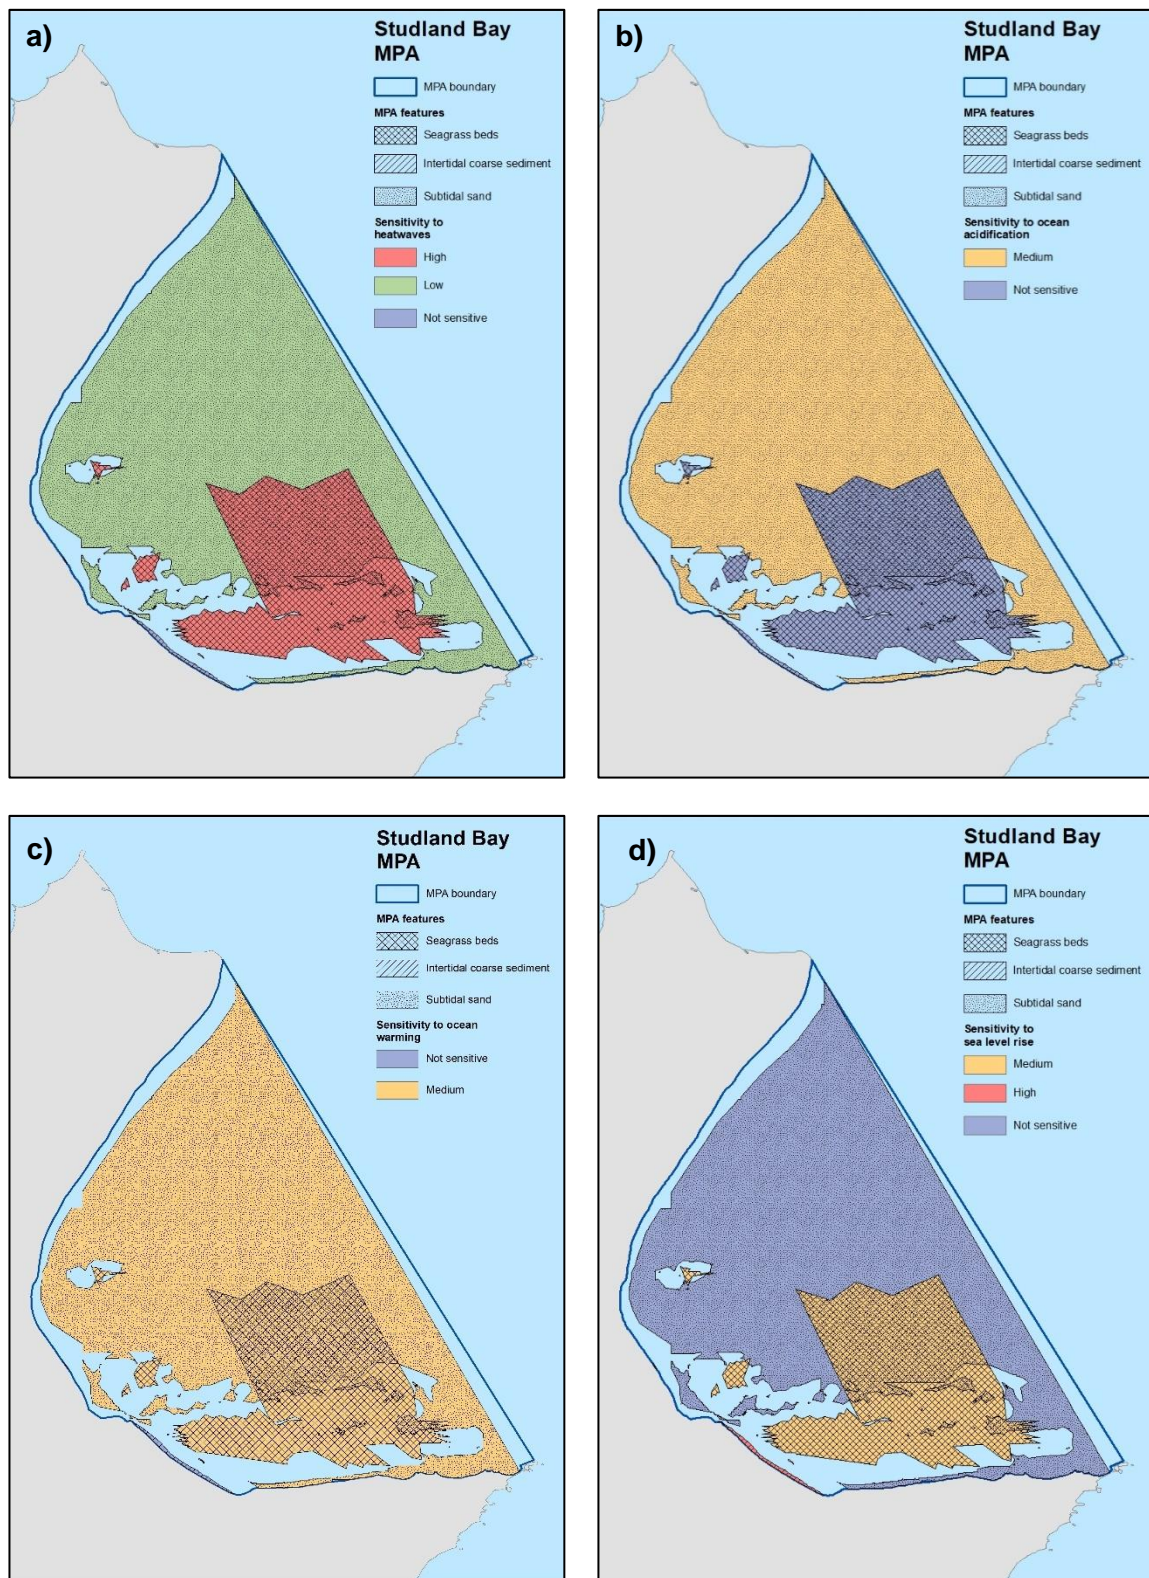 a)
Studland Bay
MPA
MPA boundary
MPA features
Seagrass beds
Intertidal coarse sediment
Subtidal sand
Sensitivity to
heatwaves
High
Low
Not sensitive
b)
Studland Bay
MPA
MPA boundary
MPA features
Seagrass beds
Intertidal coarse sediment
Subtidal sand
Sensitivity to ocean
acidification
Medium
Not sensitive
c)
Studland Bay
MPA
MPA boundary
MPA features
Seagrass beds
Intertidal coarse sediment
Subtidal sand
Sensitivity to ocean
warming
Not sensitive
Medium
d)
Studland Bay
MPA
MPA boundary
MPA features
Seagrass beds
Intertidal coarse sediment
Subtidal sand
Sensitivity to
sea level rise
Medium
High
Not sensitive